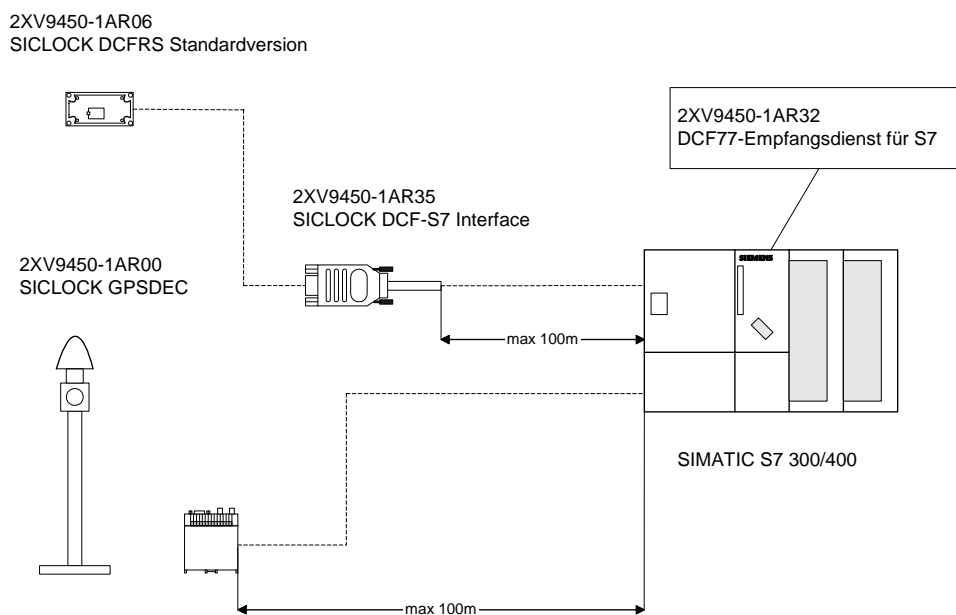 2XV9450-1AR06
SICLOCK DCFRS Standardversion
2XV9450-1AR32
DCF77-Empfangsdienst für S7
2XV9450-1AR35
SICLOCK DCF-S7 Interface
2XV9450-1AR00
SICLOCK GPSDEC
SIEMENS
max 100m
SIMATIC S7 300/400
max 100m